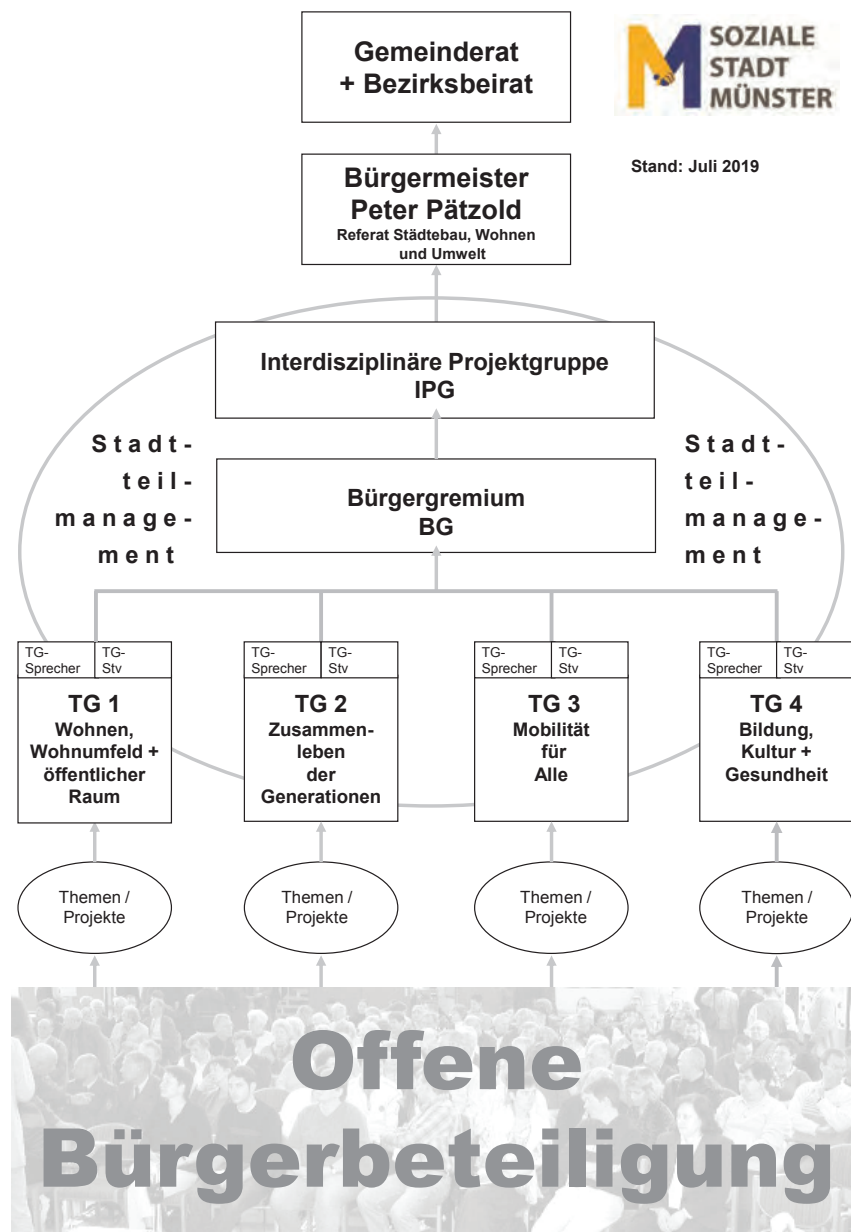 Gemeinderat
+ Bezirksbeirat
SOZIALE
STADT
MÜNSTER
Stand: Juli 2019
Bürgermeister
Peter Pätzold
Referat Städtebau, Wohnen
und Umwelt
Interdisziplinäre Projektgruppe
IPG
Stadt-
teil-
manage-
ment
Bürgergremium
BG
Stadt-
teil-
manage-
ment
TG-
Sprecher
TG-
Stv
TG 1
Wohnen,
Wohnumfeld +
öffentlicher
Raum
TG-
Sprecher
TG-
Stv
TG 2
Zusammen-
leben
der
Generationen
TG-
Sprecher
TG-
Stv
TG 3
Mobilität
für
Alle
TG-
Sprecher
TG-
Stv
TG 4
Bildung,
Kultur +
Gesundheit
Themen /
Projekte
Themen /
Projekte
Themen /
Projekte
Themen /
Projekte
Offene
Bürgerbeteiligung